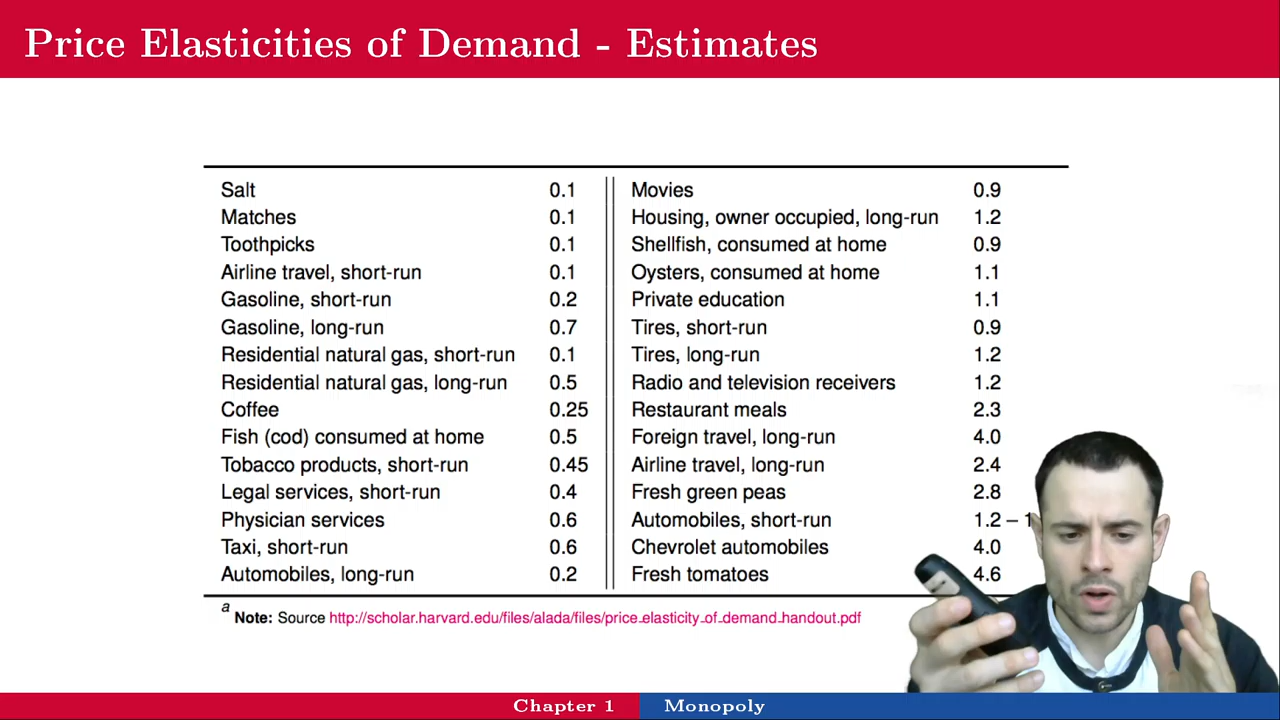 Price Elasticities of Demand - Estimates
Salt 0.1
Matches 0.1
Toothpicks 0.1
Airline travel, short-run 0.1
Gasoline, short-run 0.2
Gasoline, long-run 0.7
Residential natural gas, short-run 0.1
Residential natural gas, long-run 0.5
Coffee 0.25
Fish (cod) consumed at home 0.5
Tobacco products, short-run 0.45
Legal services, short-run 0.4
Physician services 0.6
Taxi, short-run 0.6
Automobiles, long-run 0.2
Movies 0.9
Housing, owner occupied, long-run 1.2
Shellfish, consumed at home 0.9
Oysters, consumed at home 1.1
Private education 1.1
Tires, short-run 0.9
Tires, long-run 1.2
Radio and television receivers 1.2
Restaurant meals 2.3
Foreign travel, long-run 4.0
Airline travel, long-run 2.4
Fresh green peas 2.8
Automobiles, short-run 1.2 – 1
Chevrolet automobiles 4.0
Fresh tomatoes 4.6
a Note: Source http://scholar.harvard.edu/files/alada/files/price_elasticity_of_demand_handout.pdf
Chapter 1 Monopoly